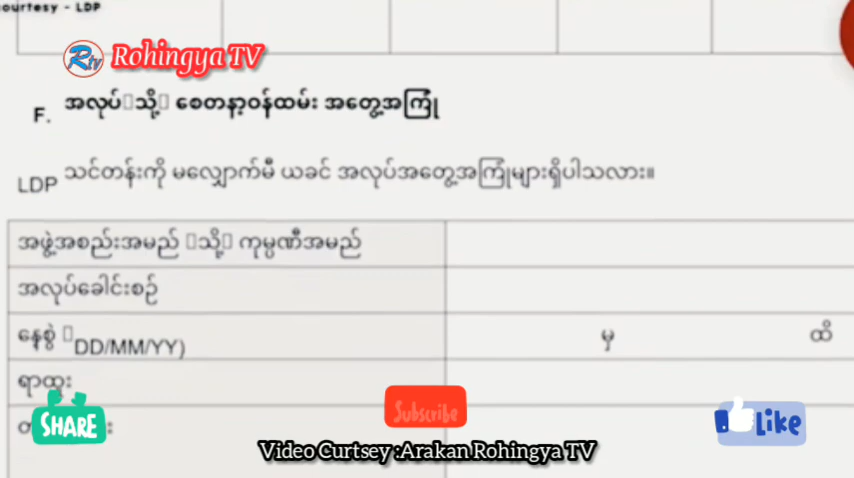 courtesy - LDP
Rtv Rohingya TV
F. အလုပ်သို့ စေတနာ့ဝန်ထမ်း အတွေ့အကြုံ
LDP သင်တန်းကို မလျှောက်မီ ယခင် အလုပ်အတွေ့အကြုံများရှိပါသလား။
အဖွဲ့အစည်းအမည် သို့ ကုမ္ပဏီအမည်
အလုပ်ခေါင်းစဉ်
နေ့စွဲ DD/MM/YY) မှ ထိ
ရာထူး
SHARE Subscribe Like
Video Curtsey :Arakan Rohingya TV